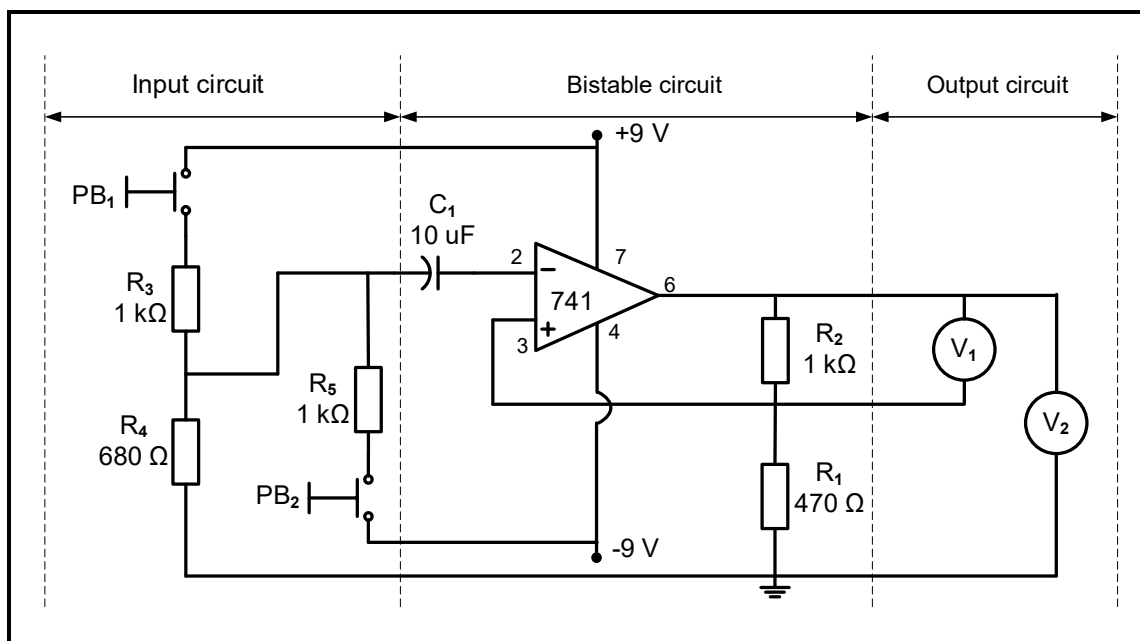 Input circuit
Bistable circuit
Output circuit
+9 V
PB₁
C₁
10 uF
2
7
R₃
1 kΩ
−
741
6
+
3
4
R₂
1 kΩ
V₁
R₅
1 kΩ
R₄
680 Ω
V₂
PB₂
R₁
470 Ω
-9 V